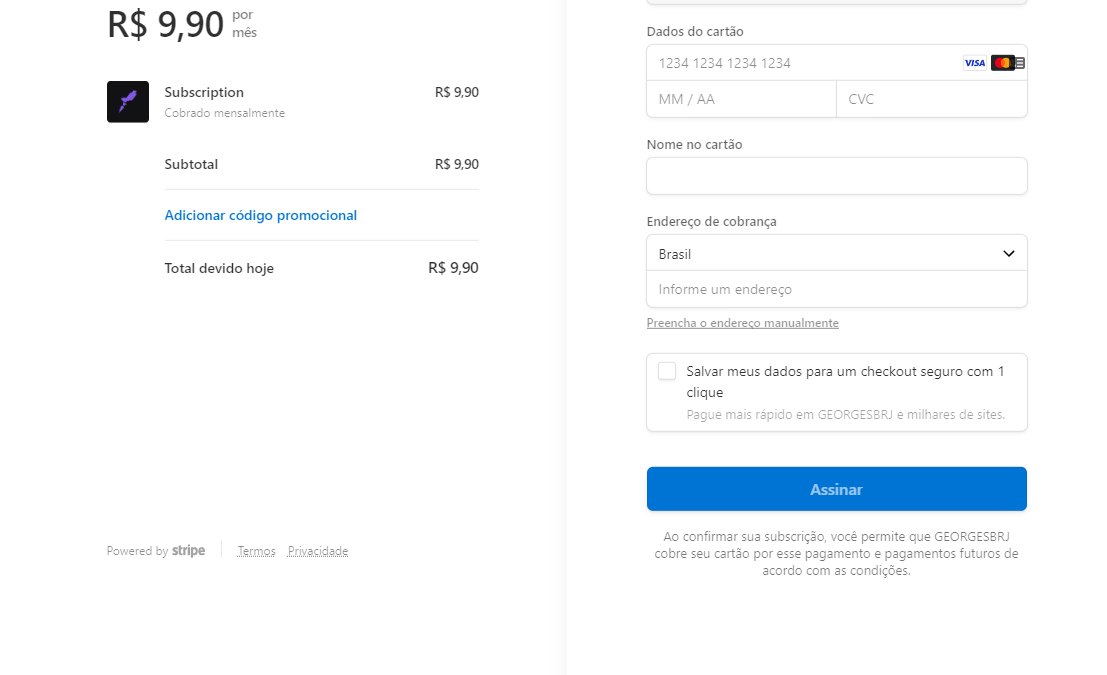 R$ 9,90 por
mês
Subscription R$ 9,90
Cobrado mensalmente
Subtotal R$ 9,90
Adicionar código promocional
Total devido hoje R$ 9,90
Powered by stripe Termos Privacidade
Dados do cartão
1234 1234 1234 1234 VISA
MM / AA CVC
Nome no cartão
Endereço de cobrança
Brasil
Informe um endereço
Preencha o endereço manualmente
Salvar meus dados para um checkout seguro com 1
clique
Pague mais rápido em GEORGESBRJ e milhares de sites.
Assinar
Ao confirmar sua subscrição, você permite que GEORGESBRJ
cobre seu cartão por esse pagamento e pagamentos futuros de
acordo com as condições.